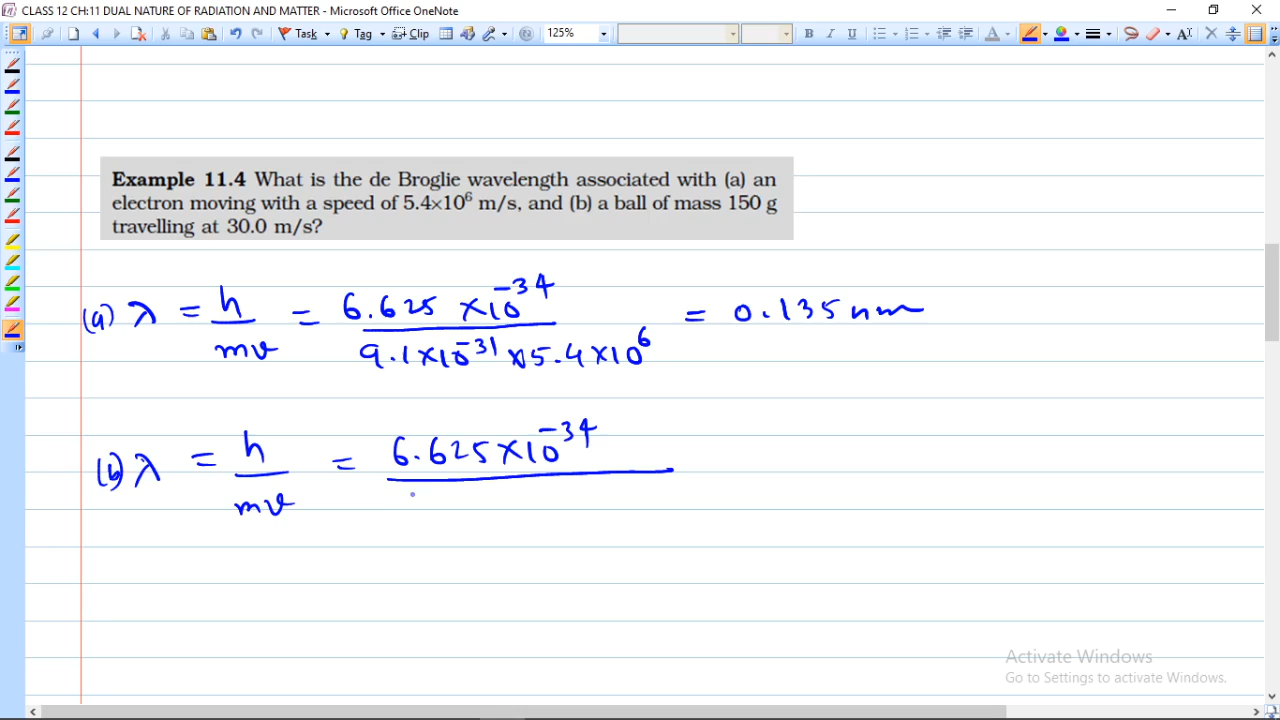 CLASS 12 CH:11 DUAL NATURE OF RADIATION AND MATTER - Microsoft Office OneNote
Task Tag Clip 125% B I U
Example 11.4 What is the de Broglie wavelength associated with (a) an
electron moving with a speed of 5.4×10⁶ m/s, and (b) a ball of mass 150 g
travelling at 30.0 m/s?
(a) λ = h/mv = 6.625 ×10⁻³⁴ / 9.1×10⁻³¹ ×5.4×10⁶ = 0.135 nm
(b) λ = h/mv = 6.625×10⁻³⁴
Activate Windows
Go to Settings to activate Windows.